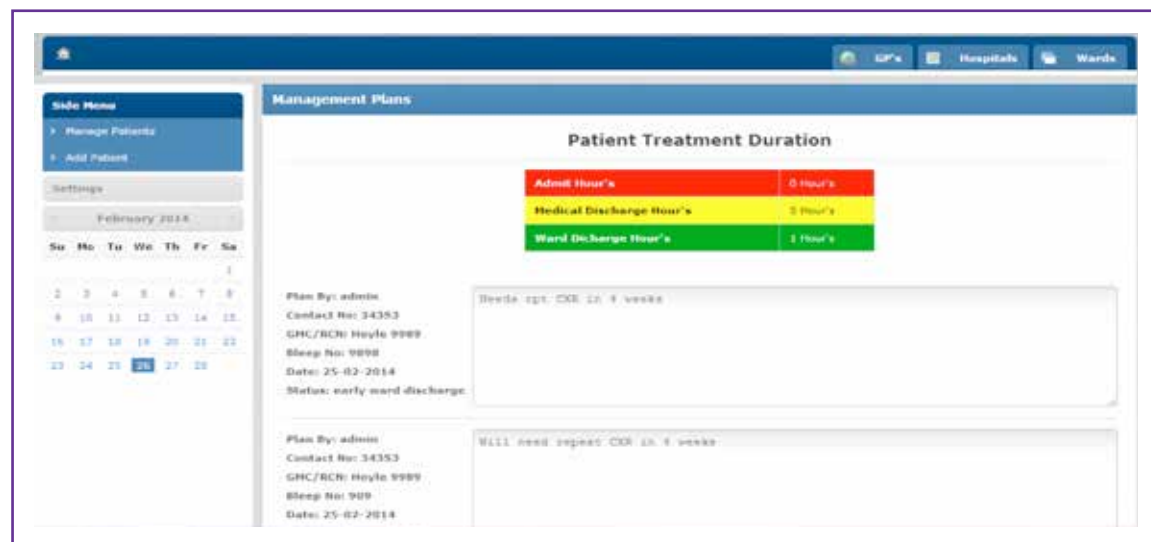 GP's Hospitals Wards
Side Menu
Manage Patients
Add Patient
Settings
February 2014
Su Mo Tu We Th Fr Sa
1
2 3 4 5 6 7 8
9 10 11 12 13 14 15
16 17 18 19 20 21 22
23 24 25 26 27 28
Management Plans
Patient Treatment Duration
Admit Hour's 0 Hour's
Medical Discharge Hour's Hour's
Ward Dicharge Hour's 1 Hour's
Plan By: admin
Contact No: 34353
GMC/RCN: Hoyle 9989
Bleep No: 9898
Date: 25-02-2014
Status: early ward discharge
Needs rpt CXR in 4 weeks
Plan By: admin
Contact No: 34353
GMC/RCN: Hoyle 9989
Bleep No: 909
Date: 25-02-2014
Will need repeat CXR in 4 weeks